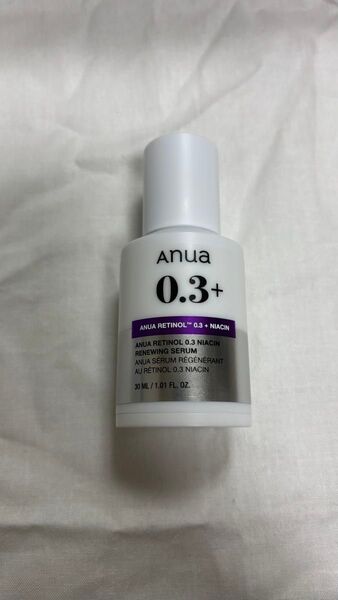 Anua
0.3+
ANUA RETINOL™ 0.3 + NIACIN
ANUA RETINOL 0.3 NIACIN
RENEWING SERUM
ANUA SÉRUM RÉGÉNÉRANT
AU RÉTINOL 0.3 NIACIN
30 ML / 1.01 FL. OZ.